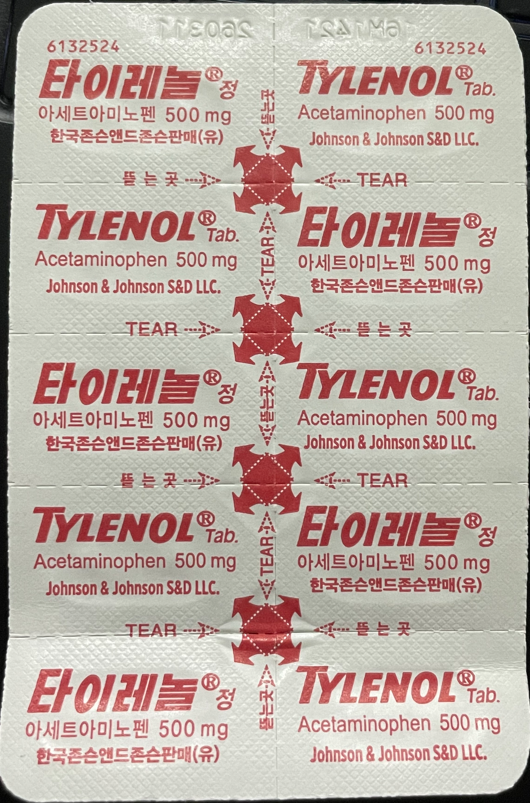 260311 16M1421
6132524 6132524
타이레놀®정 TYLENOL® Tab.
아세트아미노펜 500 mg Acetaminophen 500 mg
한국존슨앤드존슨판매(유) Johnson & Johnson S&D LLC.
뜯는곳
뜯는곳 TEAR
TYLENOL® Tab. 타이레놀®정
Acetaminophen 500 mg 아세트아미노펜 500 mg
Johnson & Johnson S&D LLC. 한국존슨앤드존슨판매(유)
TEAR
TEAR 뜯는곳
타이레놀®정 TYLENOL® Tab.
아세트아미노펜 500 mg Acetaminophen 500 mg
한국존슨앤드존슨판매(유) Johnson & Johnson S&D LLC.
뜯는곳
뜯는곳 TEAR
TYLENOL® Tab. 타이레놀®정
Acetaminophen 500 mg 아세트아미노펜 500 mg
Johnson & Johnson S&D LLC. 한국존슨앤드존슨판매(유)
TEAR
TEAR 뜯는곳
타이레놀®정 TYLENOL® Tab.
아세트아미노펜 500 mg Acetaminophen 500 mg
한국존슨앤드존슨판매(유) Johnson & Johnson S&D LLC.
뜯는곳